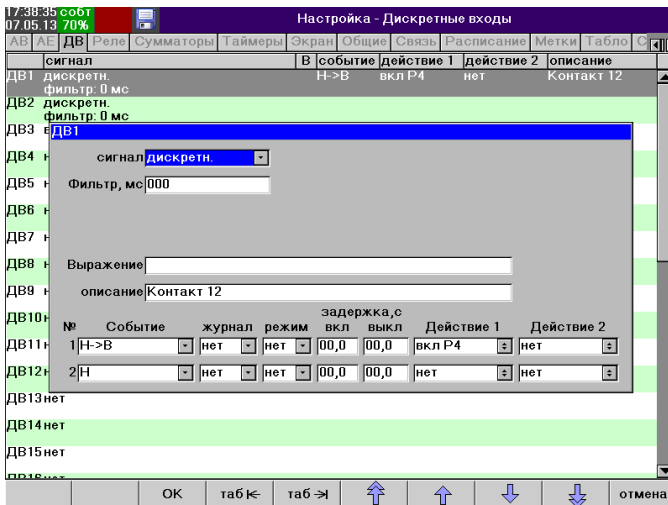 17:38:35 собт
07.05.13 70%
Настройка - Дискретные входы
АВ АЕ ДВ Реле Сумматоры Таймеры Экран Общие Связь Расписание Метки Табло С
сигнал В событие действие 1 действие 2 описание
ДВ1 дискретн. Н->В вкл Р4 нет Контакт 12
фильтр: 0 мс
ДВ2 дискретн.
фильтр: 0 мс
ДВ3
ДВ1
ДВ4 сигнал дискретн.
ДВ5 Фильтр, мс 000
ДВ6
ДВ7
ДВ8 Выражение
ДВ9 описание Контакт 12
ДВ10 задержка,с
№ Событие журнал режим вкл выкл Действие 1 Действие 2
ДВ11 1 Н->В нет нет 00,0 00,0 вкл Р4 нет
ДВ12 2 Н нет нет 00,0 00,0 нет нет
ДВ13 нет
ДВ14 нет
ДВ15 нет
OK таб |← таб →| отмена